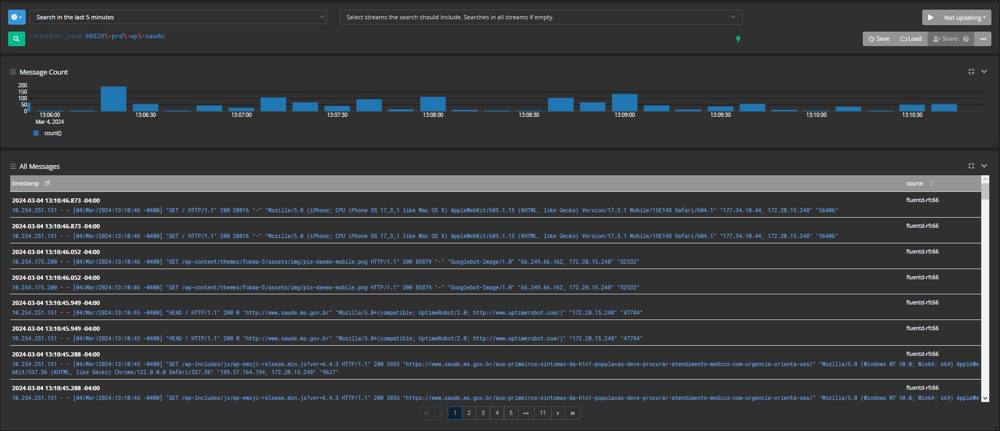 Search in the last 5 minutes
Select streams the search should include. Searches in all streams if empty.
Not updating
container_name:k0229\-prd\-wp\-saude
Save
Load
Share
Message Count
200
150
100
50
0
13:06:00
13:06:30
13:07:00
13:07:30
13:08:00
13:08:30
13:09:00
13:09:30
13:10:00
13:10:30
Mar 4, 2024
count()
All Messages
timestamp
source
2024-03-04 13:10:46.873 -04:00
fluentd-rfc66
10.254.251.151 - - [04/Mar/2024:13:10:46 -0400] "GET / HTTP/1.1" 200 20816 "-" "Mozilla/5.0 (iPhone; CPU iPhone OS 17_3_1 like Mac OS X) AppleWebKit/605.1.15 (KHTML, like Gecko) Version/17.3.1 Mobile/15E148 Safari/604.1" "177.34.10.44, 172.20.15.248" "56406"
2024-03-04 13:10:46.873 -04:00
fluentd-rfc66
10.254.251.151 - - [04/Mar/2024:13:10:46 -0400] "GET / HTTP/1.1" 200 20816 "-" "Mozilla/5.0 (iPhone; CPU iPhone OS 17_3_1 like Mac OS X) AppleWebKit/605.1.15 (KHTML, like Gecko) Version/17.3.1 Mobile/15E148 Safari/604.1" "177.34.10.44, 172.20.15.248" "56406"
2024-03-04 13:10:46.052 -04:00
fluentd-rfc66
10.254.175.200 - - [04/Mar/2024:13:10:46 -0400] "GET /wp-content/themes/fokma-3/assets/img/pix-daems-mobile.png HTTP/1.1" 200 85879 "-" "Googlebot-Image/1.0" "66.249.66.162, 172.20.15.248" "52532"
2024-03-04 13:10:46.052 -04:00
fluentd-rfc66
10.254.175.200 - - [04/Mar/2024:13:10:46 -0400] "GET /wp-content/themes/fokma-3/assets/img/pix-daems-mobile.png HTTP/1.1" 200 85879 "-" "Googlebot-Image/1.0" "66.249.66.162, 172.20.15.248" "52532"
2024-03-04 13:10:45.949 -04:00
fluentd-rfc66
10.254.251.151 - - [04/Mar/2024:13:10:45 -0400] "HEAD / HTTP/1.1" 200 0 "http://www.saude.ms.gov.br" "Mozilla/5.0+(compatible; UptimeRobot/2.0; http://www.uptimerobot.com/)" "172.20.15.248" "47784"
2024-03-04 13:10:45.949 -04:00
fluentd-rfc66
10.254.251.151 - - [04/Mar/2024:13:10:45 -0400] "HEAD / HTTP/1.1" 200 0 "http://www.saude.ms.gov.br" "Mozilla/5.0+(compatible; UptimeRobot/2.0; http://www.uptimerobot.com/)" "172.20.15.248" "47784"
2024-03-04 13:10:45.288 -04:00
fluentd-rfc66
10.254.251.151 - - [04/Mar/2024:13:10:45 -0400] "GET /wp-includes/js/wp-emoji-release.min.js?ver=6.4.3 HTTP/1.1" 200 5855 "https://www.saude.ms.gov.br/aos-primeiros-sintomas-da-h1n1-populacao-deve-procurar-atendimento-medico-com-urgencia-orienta-ses/" "Mozilla/5.0 (Windows NT 10.0; Win64; x64) AppleWe
bKit/537.36 (KHTML, like Gecko) Chrome/122.0.0.0 Safari/537.36" "189.57.164.194, 172.20.15.248" "9627"
2024-03-04 13:10:45.288 -04:00
fluentd-rfc66
10.254.251.151 - - [04/Mar/2024:13:10:45 -0400] "GET /wp-includes/js/wp-emoji-release.min.js?ver=6.4.3 HTTP/1.1" 200 5855 "https://www.saude.ms.gov.br/aos-primeiros-sintomas-da-h1n1-populacao-deve-procurar-atendimento-medico-com-urgencia-orienta-ses/" "Mozilla/5.0 (Windows NT 10.0; Win64; x64) AppleWe
« ‹ 1 2 3 4 5 ••• 11 › »